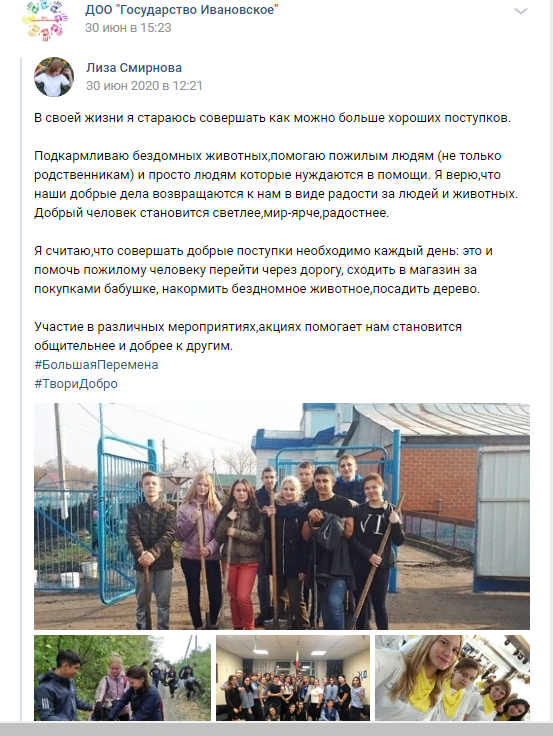 ДОО "Государство Ивановское"
30 июн в 15:23
Лиза Смирнова
30 июн 2020 в 12:21
В своей жизни я стараюсь совершать как можно больше хороших поступков.
Подкармливаю бездомных животных,помогаю пожилым людям (не только
родственникам) и просто людям которые нуждаются в помощи. Я верю,что
наши добрые дела возвращаются к нам в виде радости за людей и животных.
Добрый человек становится светлее,мир-ярче,радостнее.
Я считаю,что совершать добрые поступки необходимо каждый день: это и
помочь пожилому человеку перейти через дорогу, сходить в магазин за
покупками бабушке, накормить бездномное животное,посадить дерево.
Участие в различных мероприятиях,акциях помогает нам становится
общительнее и добрее к другим.
#БольшаяПеремена
#ТвориДобро